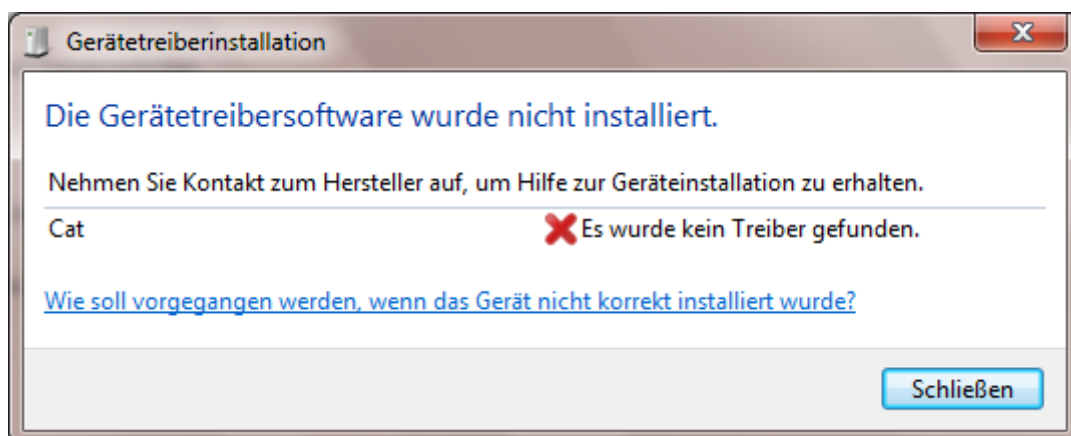 Gerätetreiberinstallation
Die Gerätetreibersoftware wurde nicht installiert.
Nehmen Sie Kontakt zum Hersteller auf, um Hilfe zur Geräteinstallation zu erhalten.
Cat Es wurde kein Treiber gefunden.
Wie soll vorgegangen werden, wenn das Gerät nicht korrekt installiert wurde?
Schließen